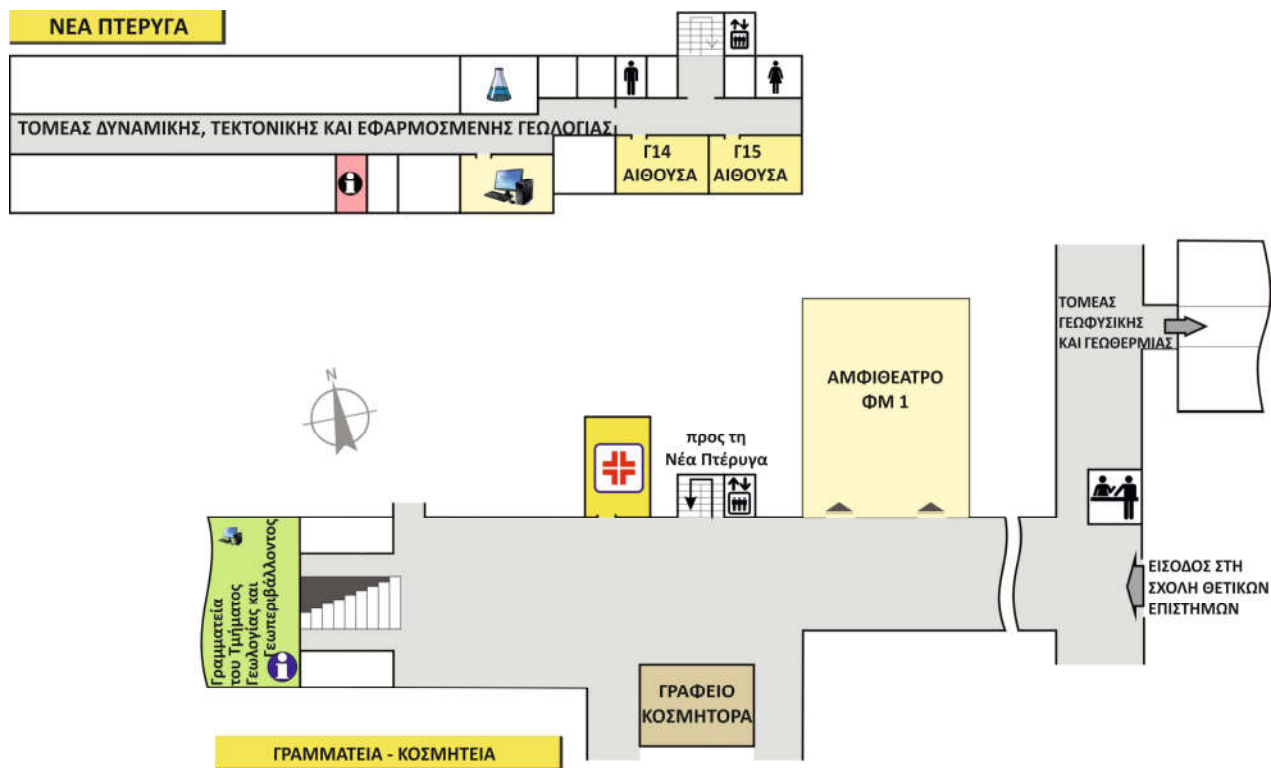 ΝΕΑ ΠΤΕΡΥΓΑ
ΤΟΜΕΑΣ ΔΥΝΑΜΙΚΗΣ, ΤΕΚΤΟΝΙΚΗΣ ΚΑΙ ΕΦΑΡΜΟΣΜΕΝΗΣ ΓΕΩΛΟΓΙΑΣ
Γ14
ΑΙΘΟΥΣΑ
Γ15
ΑΙΘΟΥΣΑ
ΤΟΜΕΑΣ
ΓΕΩΦΥΣΙΚΗΣ
ΚΑΙ ΓΕΩΘΕΡΜΙΑΣ
N
ΑΜΦΙΘΕΑΤΡΟ
ΦΜ 1
προς τη
Νέα Πτέρυγα
ΕΙΣΟΔΟΣ ΣΤΗ
ΣΧΟΛΗ ΘΕΤΙΚΩΝ
ΕΠΙΣΤΗΜΩΝ
Γραμματεία
του Τμήματος
Γεωλογίας και
Γεωπεριβάλλοντος
ΓΡΑΦΕΙΟ
ΚΟΣΜΗΤΟΡΑ
ΓΡΑΜΜΑΤΕΙΑ - ΚΟΣΜΗΤΕΙΑ